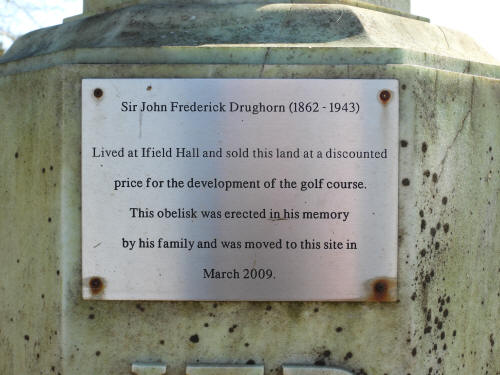 Sir John Frederick Drughorn (1862 - 1943)
Lived at Ifield Hall and sold this land at a discounted
price for the development of the golf course.
This obelisk was erected in his memory
by his family and was moved to this site in
March 2009.